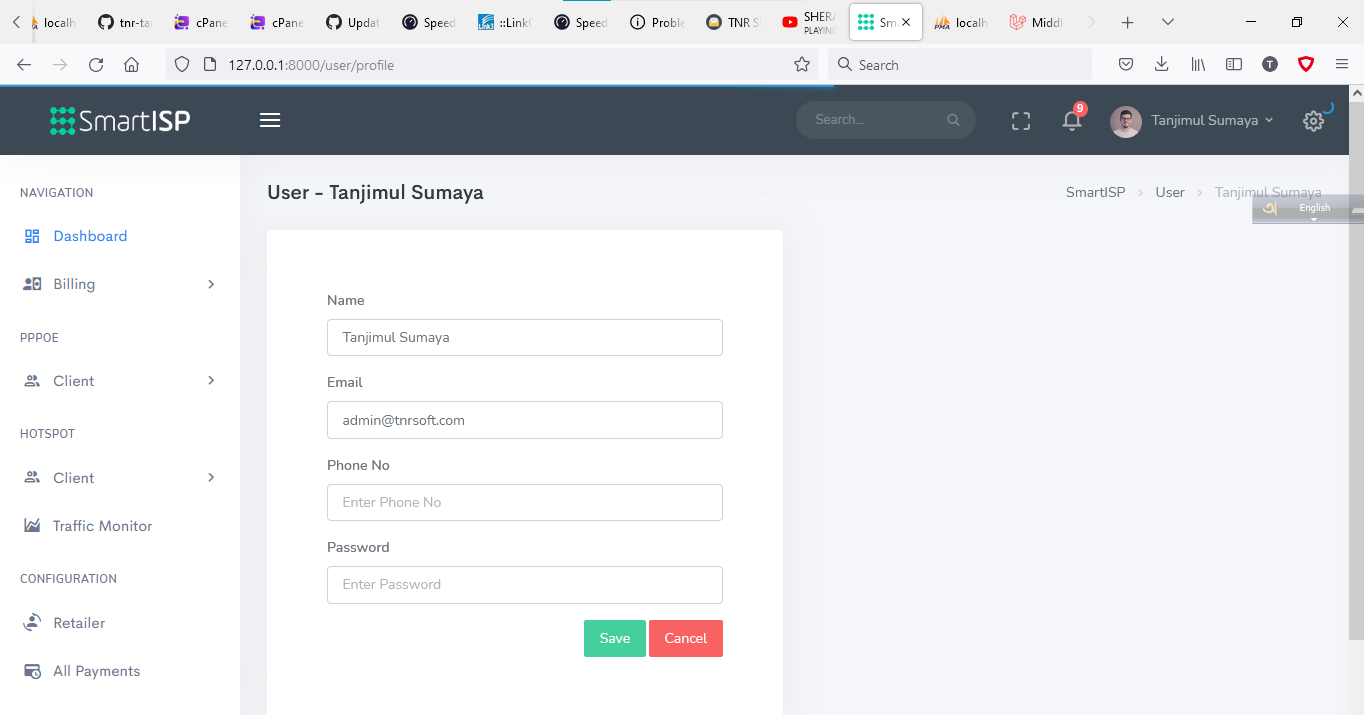 localh
tnr-ta
cPane
cPane
Updat
Speed
::Link
Speed
Proble
TNR S
SHER
PLAYING
Sm
localh
Middl
127.0.0.1:8000/user/profile
Search
SmartISP
Search...
9
Tanjimul Sumaya
NAVIGATION
Dashboard
Billing
PPPOE
Client
HOTSPOT
Client
Traffic Monitor
CONFIGURATION
Retailer
All Payments
User - Tanjimul Sumaya
SmartISP > User > Tanjimul Sumaya
অ English
Name
Tanjimul Sumaya
Email
admin@tnrsoft.com
Phone No
Enter Phone No
Password
Enter Password
Save Cancel